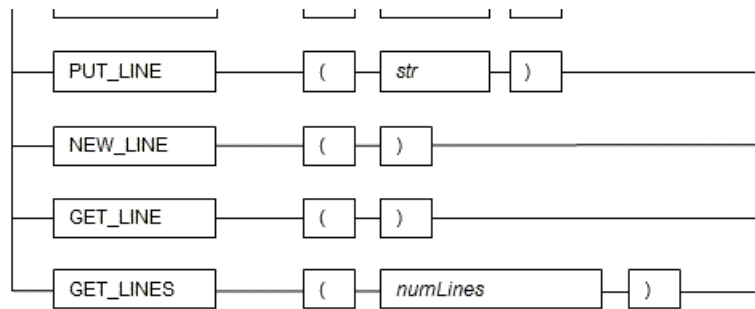 PUT_LINE ( str )
NEW_LINE ( )
GET_LINE ( )
GET_LINES ( numLines )